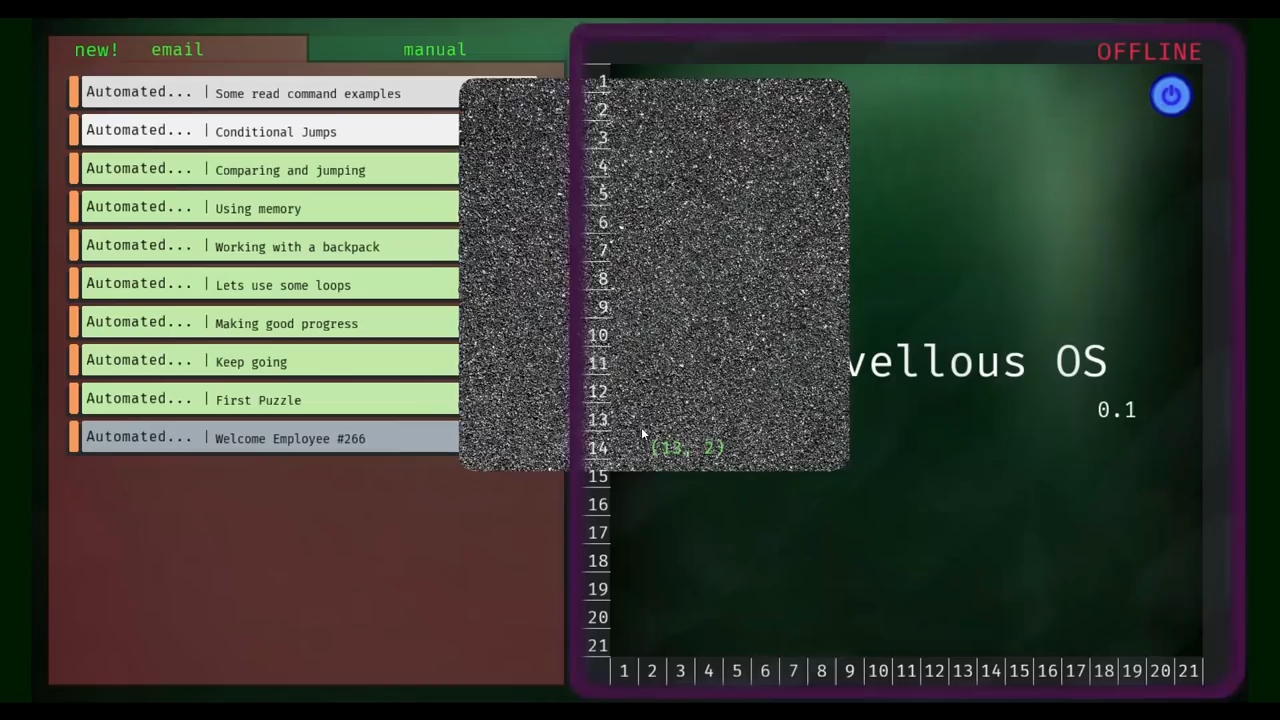 new! email
manual
OFFLINE
Automated... | Some read command examples
Automated... | Conditional Jumps
Automated... | Comparing and jumping
Automated... | Using memory
Automated... | Working with a backpack
Automated... | Lets use some loops
Automated... | Making good progress
Automated... | Keep going
Automated... | First Puzzle
Automated... | Welcome Employee #266
1
2
3
4
5
6
7
8
9
10
11
12
13
14
15
16
17
18
19
20
21
(13, 2)
vellous OS
0.1
1 2 3 4 5 6 7 8 9 10 11 12 13 14 15 16 17 18 19 20 21